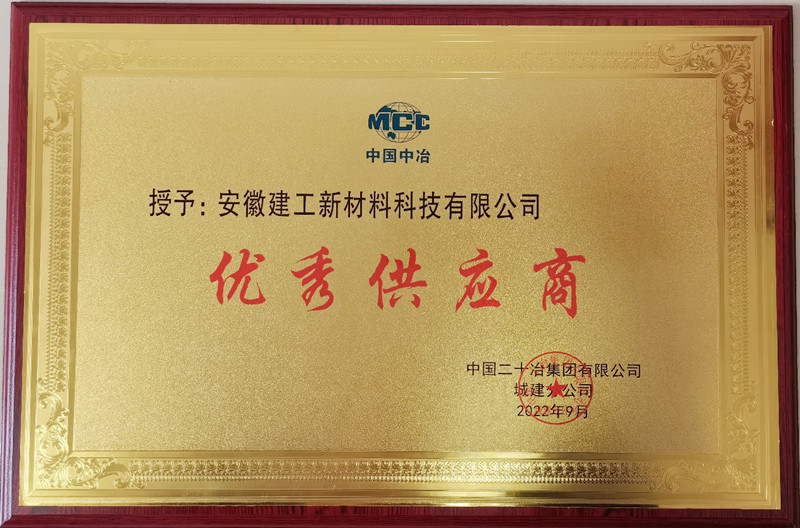 MCC
中国中冶
授予：安徽建工新材料科技有限公司
优秀供应商
中国二十冶集团有限公司
城建分公司
2022年9月